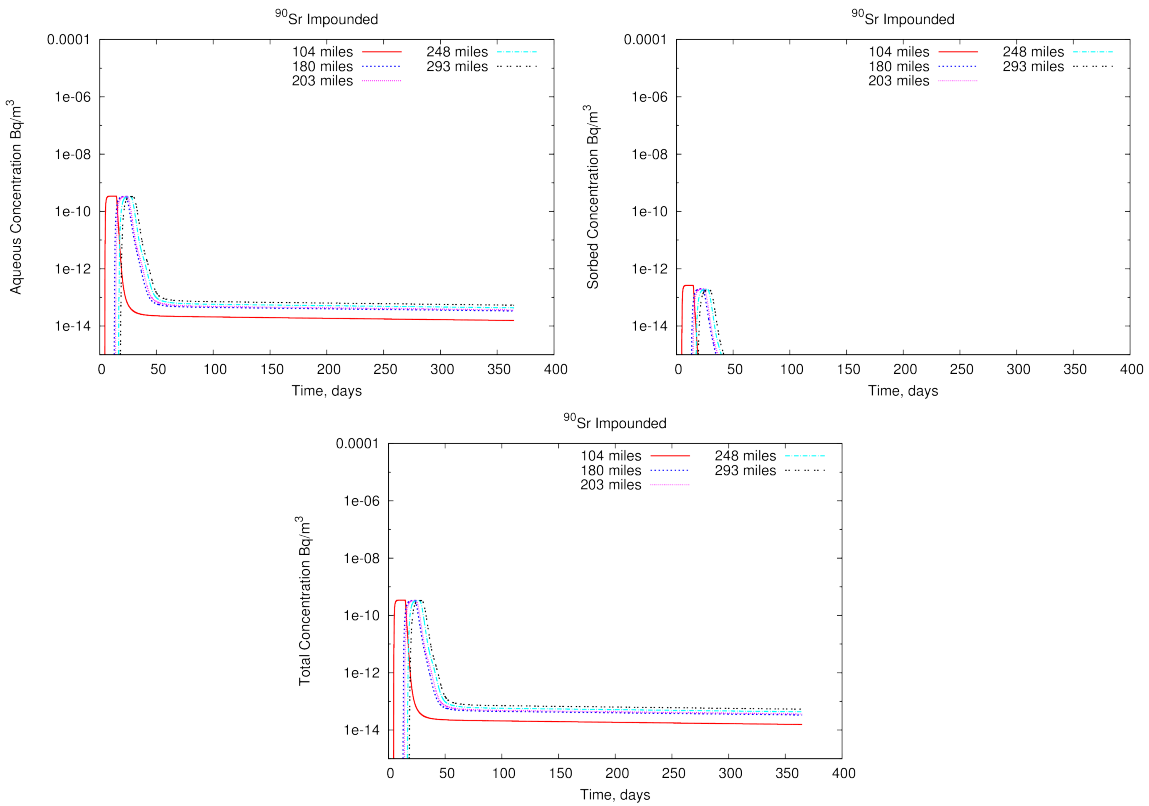 90Sr Impounded
104 miles 248 miles
180 miles 293 miles
203 miles
Aqueous Concentration Bq/m3
0.0001
1e-06
1e-08
1e-10
1e-12
1e-14
0 50 100 150 200 250 300 350 400
Time, days
90Sr Impounded
104 miles 248 miles
180 miles 293 miles
203 miles
Sorbed Concentration Bq/m3
0.0001
1e-06
1e-08
1e-10
1e-12
1e-14
0 50 100 150 200 250 300 350 400
Time, days
90Sr Impounded
104 miles 248 miles
180 miles 293 miles
203 miles
Total Concentration Bq/m3
0.0001
1e-06
1e-08
1e-10
1e-12
1e-14
0 50 100 150 200 250 300 350 400
Time, days